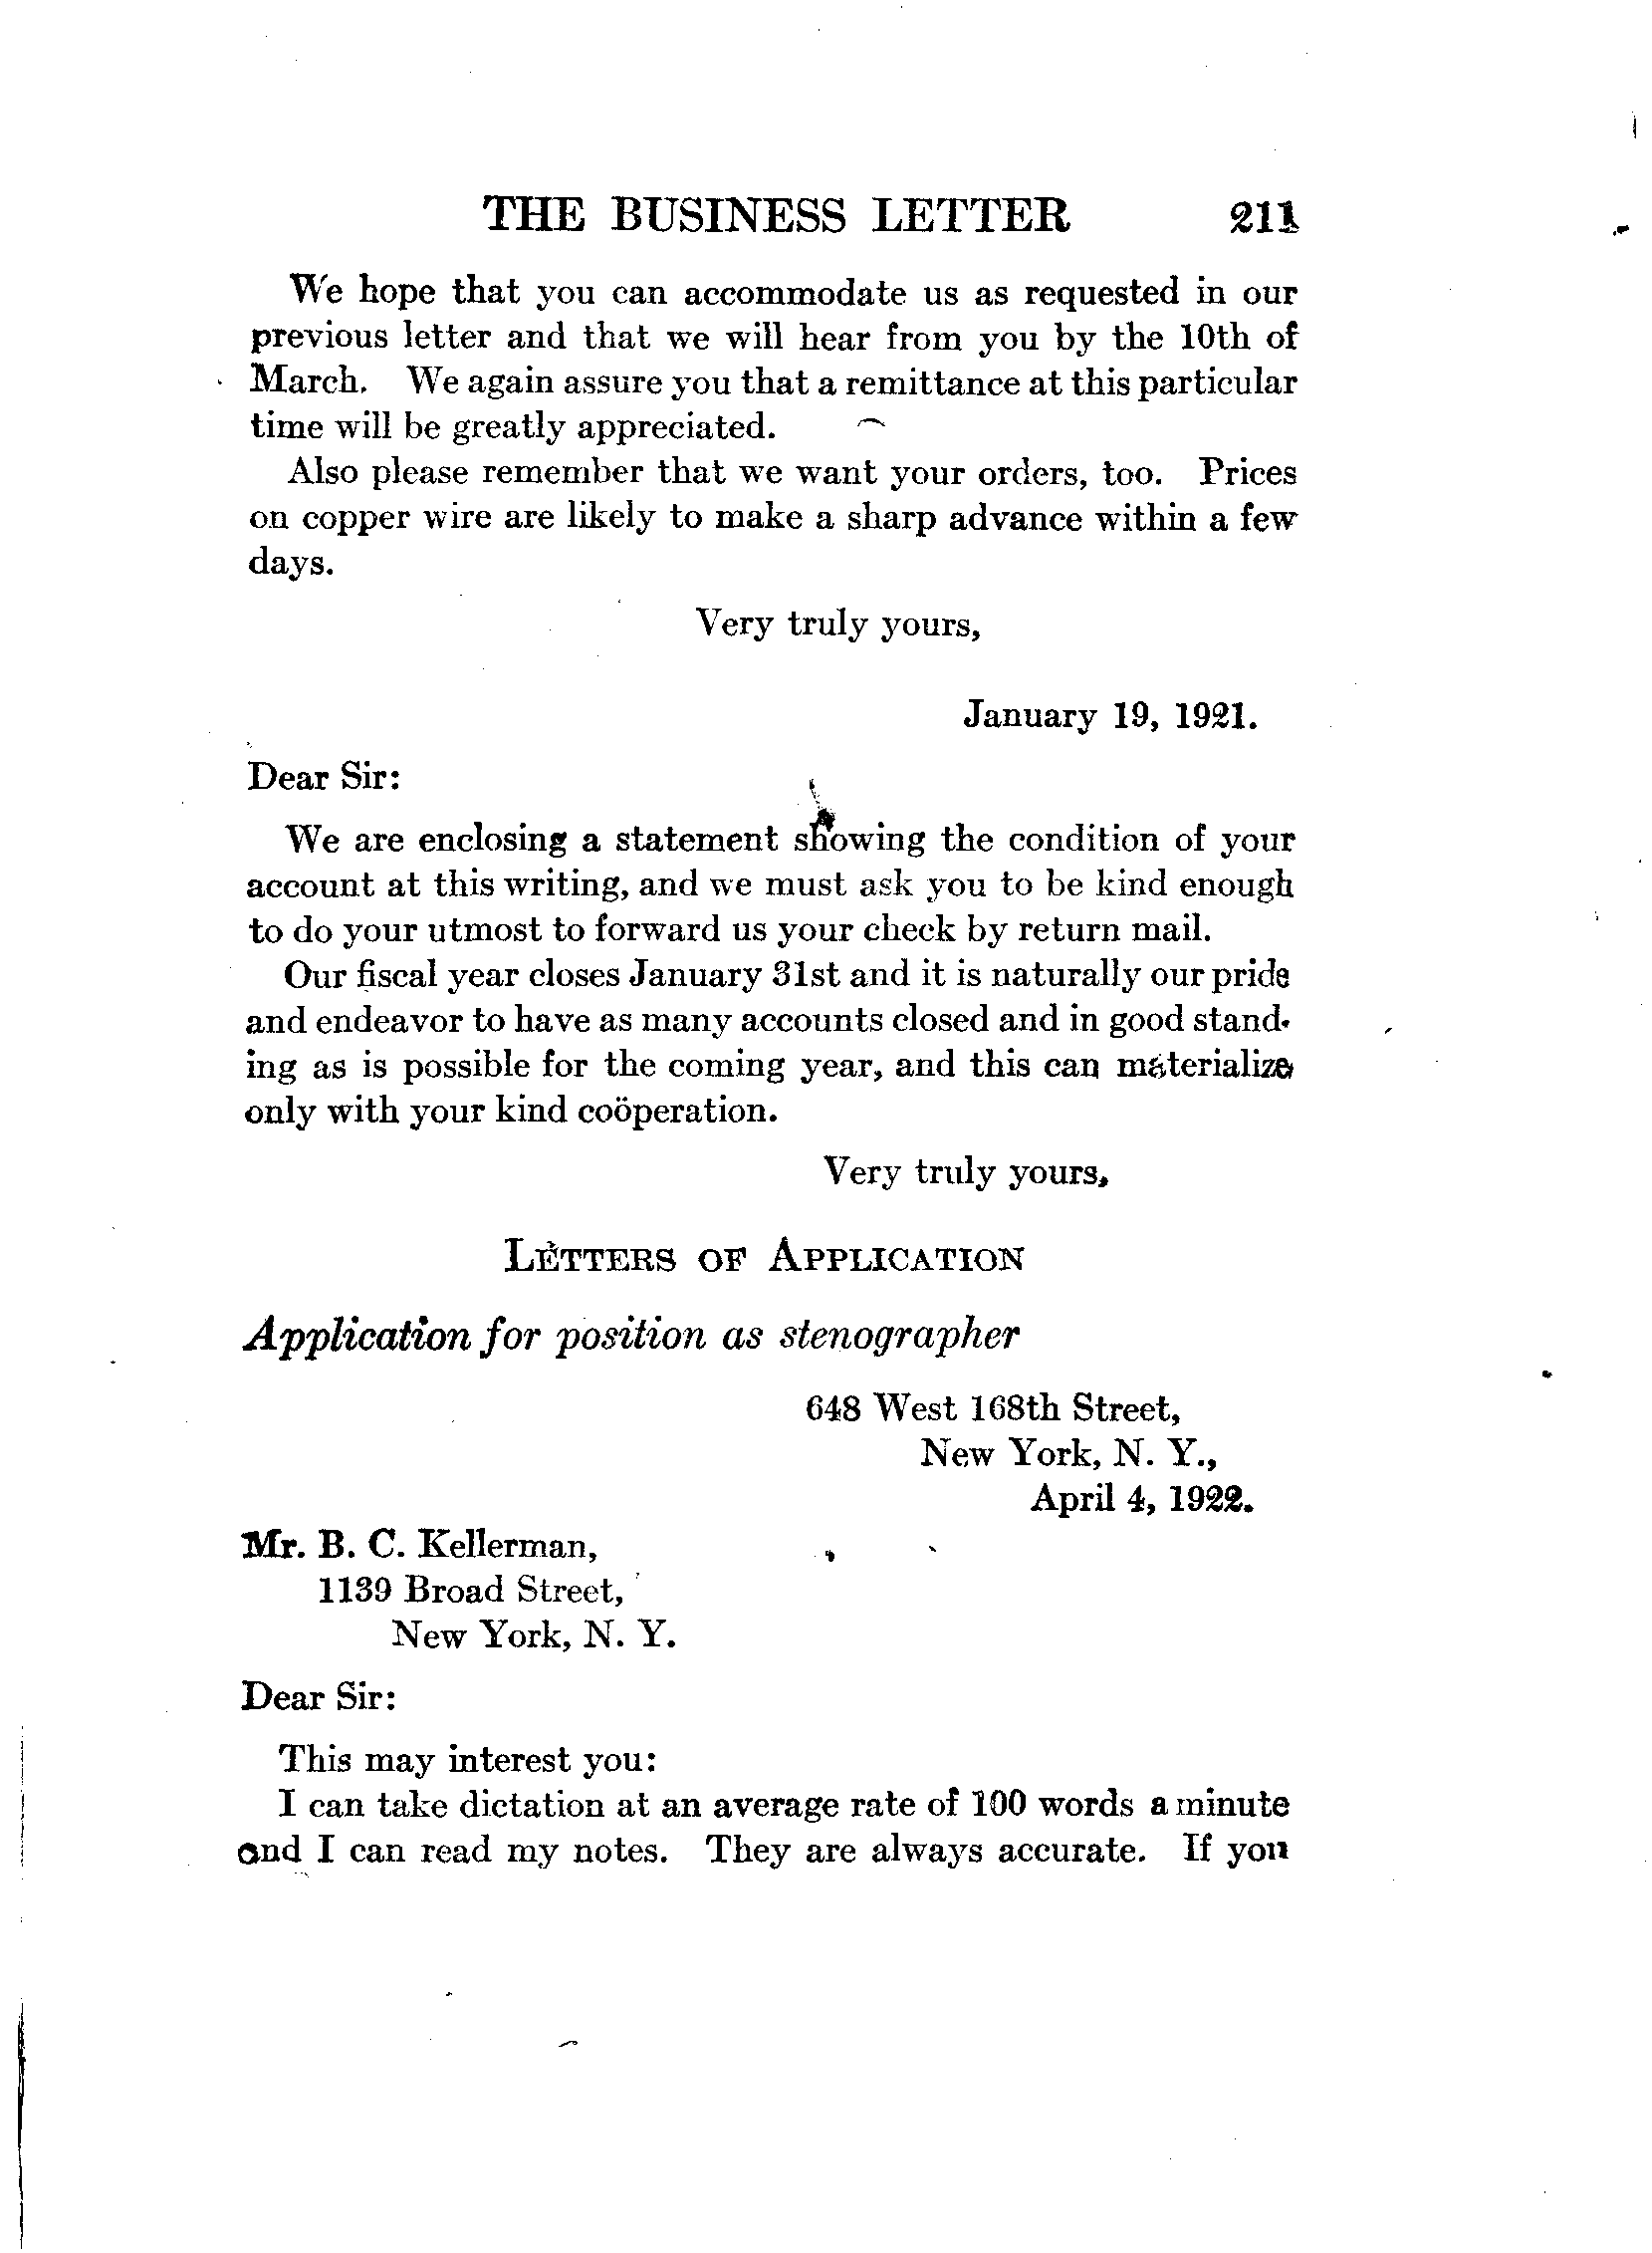 THE BUSINESS LETTER 211
We hope that you can accommodate us as requested in our
previous letter and that we will hear from you by the 10th of
March. We again assure you that a remittance at this particular
time will be greatly appreciated.
Also please remember that we want your orders, too. Prices
on copper wire are likely to make a sharp advance within a few
days.
Very truly yours,
January 19, 1921.
Dear Sir:
We are enclosing a statement showing the condition of your
account at this writing, and we must ask you to be kind enough
to do your utmost to forward us your check by return mail.
Our fiscal year closes January 31st and it is naturally our pride
and endeavor to have as many accounts closed and in good stand-
ing as is possible for the coming year, and this can materialize
only with your kind coöperation.
Very truly yours,
LETTERS OF APPLICATION
Application for position as stenographer
648 West 168th Street,
New York, N. Y.,
April 4, 1922.
Mr. B. C. Kellerman,
1139 Broad Street,
New York, N. Y.
Dear Sir:
This may interest you:
I can take dictation at an average rate of 100 words a minute
and I can read my notes. They are always accurate. If you